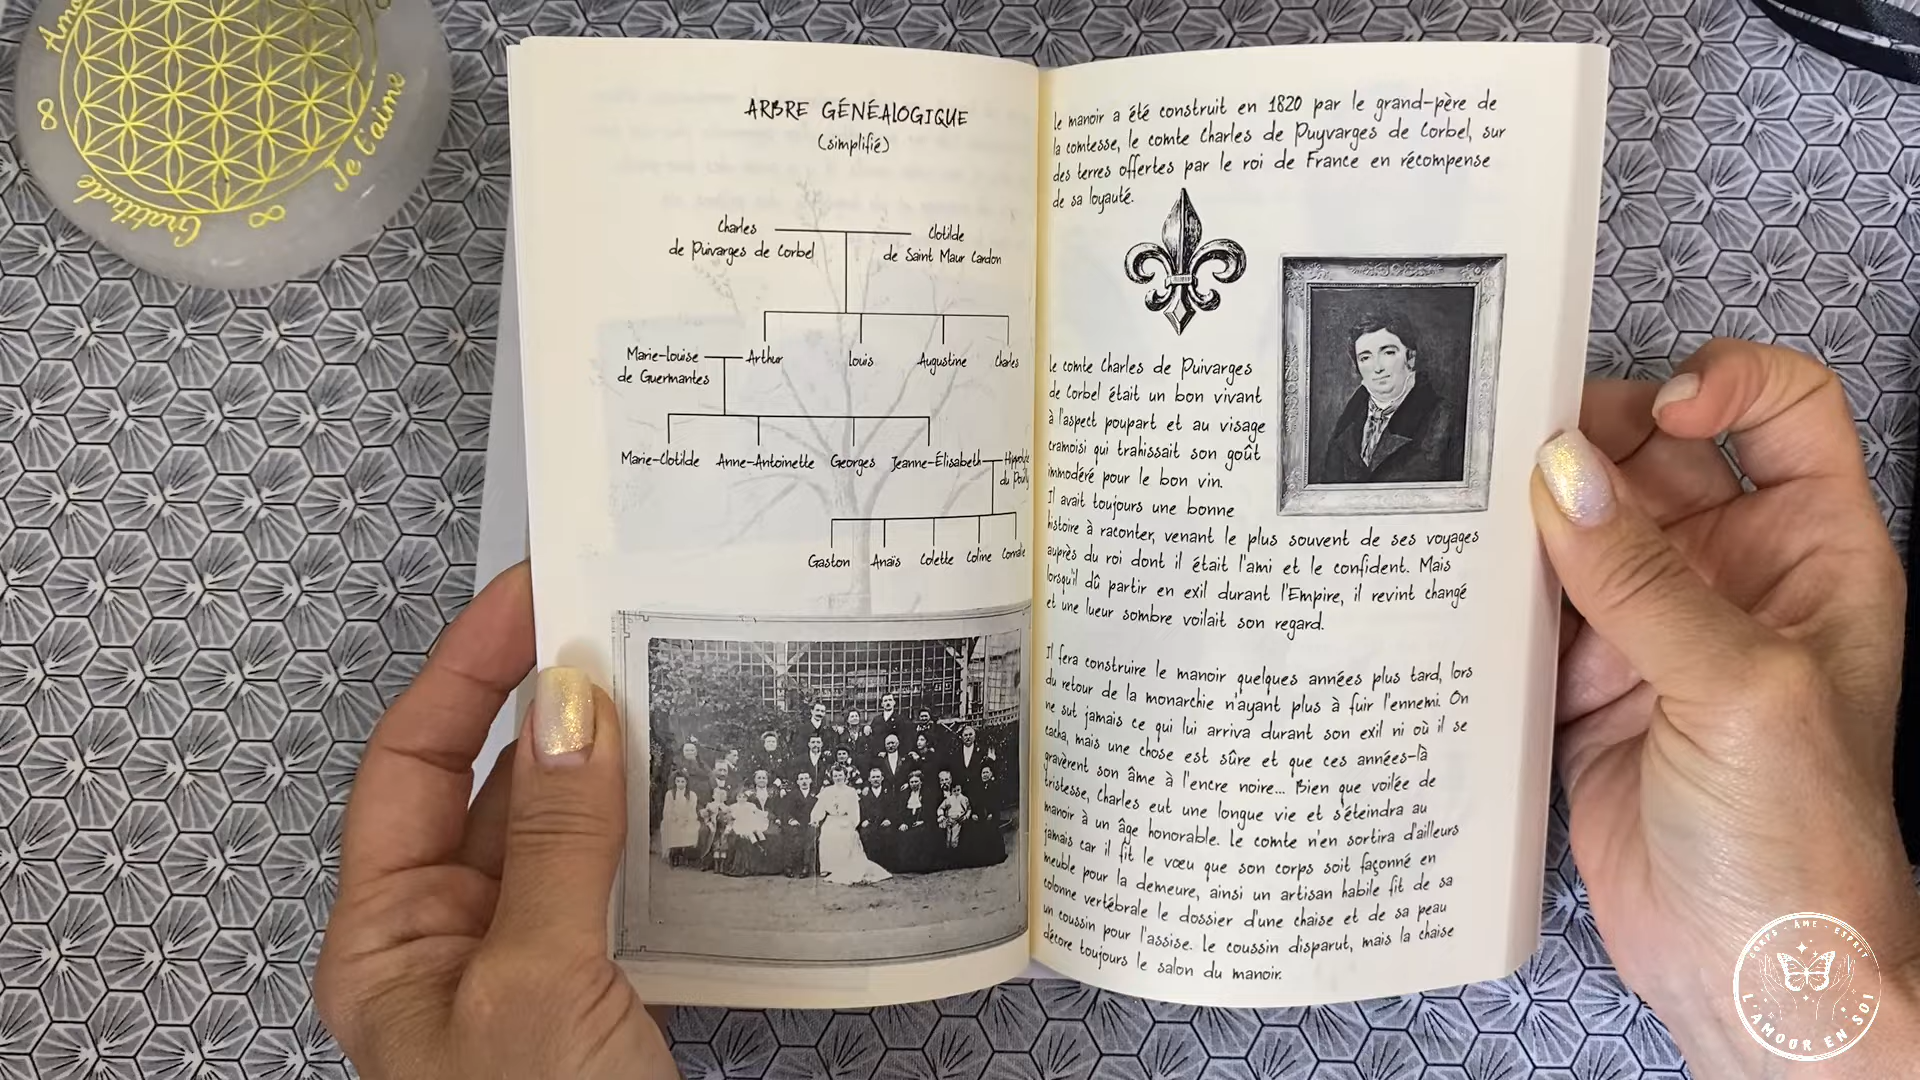 Gratitude
Je t'aime
ARBRE GÉNÉALOGIQUE
(simplifié)
Charles
de Puivarges de Corbel
Clotilde
de Saint Maur Cardon
Marie-Louise
de Guermantes
Arthur
Louis
Augustine
Charles
Marie-Clotilde
Anne-Antoinette
Georges
Jeanne-Élisabeth
du
Gaston
Anaïs
Colette
Coline
le manoir a été construit en 1820 par le grand-père de
la comtesse, le comte Charles de Puyvarges de Corbel, sur
des terres offertes par le roi de France en récompense
de sa loyauté.
le comte Charles de Puivarges
de Corbel était un bon vivant
à l'aspect poupart et au visage
cramoisi qui trahissait son goût
immodéré pour le bon vin.
Il avait toujours une bonne
histoire à raconter, venant le plus souvent de ses voyages
auprès du roi dont il était l'ami et le confident. Mais
lorsqu'il dû partir en exil durant l'Empire, il revint changé
et une lueur sombre voilait son regard.
Il fera construire le manoir quelques années plus tard, lors
du retour de la monarchie n'ayant plus à fuir l'ennemi. On
ne sut jamais ce qui lui arriva durant son exil ni où il se
cacha, mais une chose est sûre et que ces années-là
gravèrent son âme à l'encre noire... Bien que voilée de
tristesse, Charles eut une longue vie et s'éteindra au
manoir à un âge honorable. Le comte n'en sortira d'ailleurs
jamais car il fit le vœu que son corps soit façonné en
meuble pour la demeure, ainsi un artisan habile fit de sa
colonne vertébrale le dossier d'une chaise et de sa peau
un coussin pour l'assise. Le coussin disparut, mais la chaise
décore toujours le salon du manoir.
CORPS · ÂME · ESPRIT
L'AMOUR EN SOI